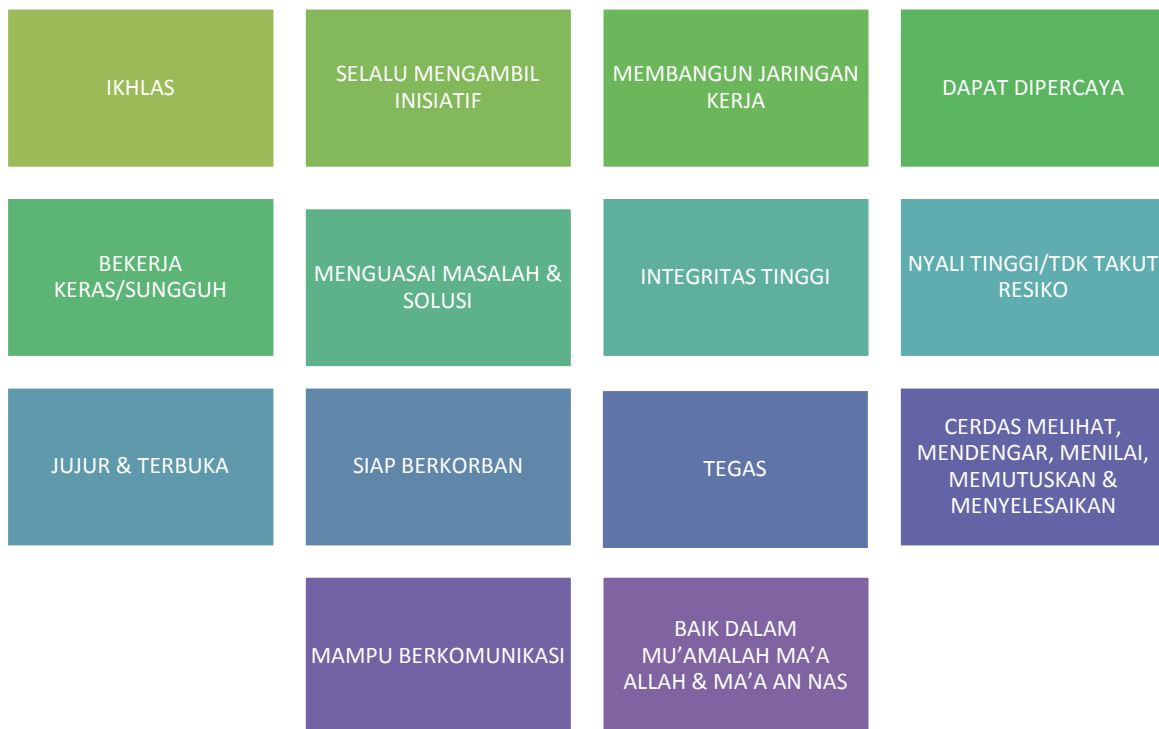 IKHLAS
SELALU MENGAMBIL
INISIATIF
MEMBANGUN JARINGAN
KERJA
DAPAT DIPERCAYA
BEKERJA
KERAS/SUNGGUH
MENGUASAI MASALAH &
SOLUSI
INTEGRITAS TINGGI
NYALI TINGGI/TDK TAKUT
RESIKO
JUJUR & TERBUKA
SIAP BERKORBAN
TEGAS
CERDAS MELIHAT,
MENDENGAR, MENILAI,
MEMUTUSKAN &
MENYELESAIKAN
MAMPU BERKOMUNIKASI
BAIK DALAM
MU’AMALAH MA’A
ALLAH & MA’A AN NAS